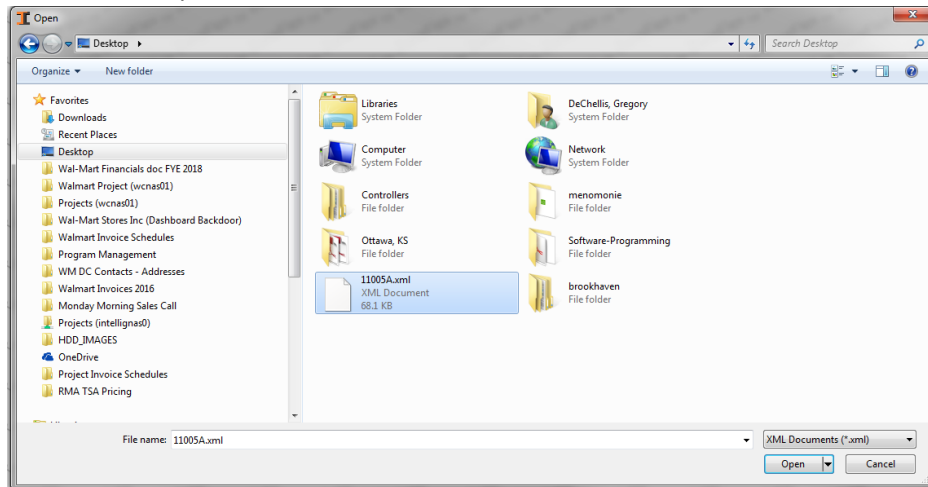 Open
Desktop
Search Desktop
Organize
New folder
Favorites
Downloads
Recent Places
Desktop
Wal-Mart Financials doc FYE 2018
Walmart Project (wcnas01)
Projects (wcnas01)
Wal-Mart Stores Inc (Dashboard Backdoor)
Walmart Invoice Schedules
Program Management
WM DC Contacts - Addresses
Walmart Invoices 2016
Monday Morning Sales Call
Projects (intellignas0)
HDD_IMAGES
OneDrive
Project Invoice Schedules
RMA TSA Pricing
Libraries
System Folder
DeChellis, Gregory
System Folder
Computer
System Folder
Network
System Folder
Controllers
File folder
menomonie
File folder
Ottawa, KS
File folder
Software-Programming
File folder
11005A.xml
XML Document
68.1 KB
brookhaven
File folder
File name: 11005A.xml
XML Documents (*.xml)
Open
Cancel